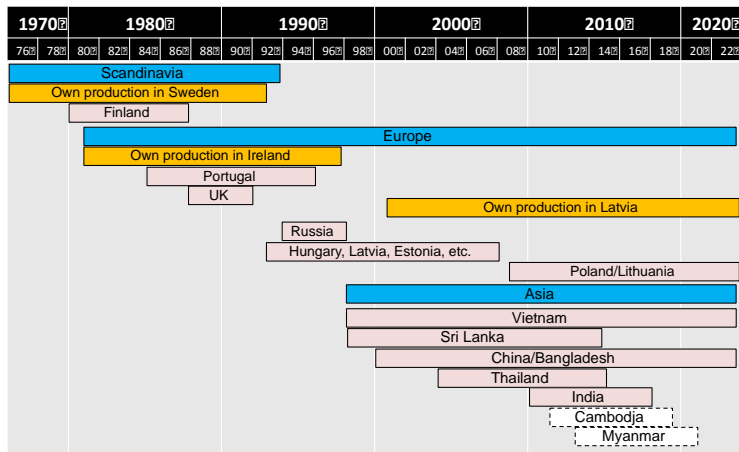 1970 1980 1990 2000 2010 2020
76 78 80 82 84 86 88 90 92 94 96 98 00 02 04 06 08 10 12 14 16 18 20 22
Scandinavia
Own production in Sweden
Finland
Europe
Own production in Ireland
Portugal
UK
Own production in Latvia
Russia
Hungary, Latvia, Estonia, etc.
Poland/Lithuania
Asia
Vietnam
Sri Lanka
China/Bangladesh
Thailand
India
Cambodja
Myanmar